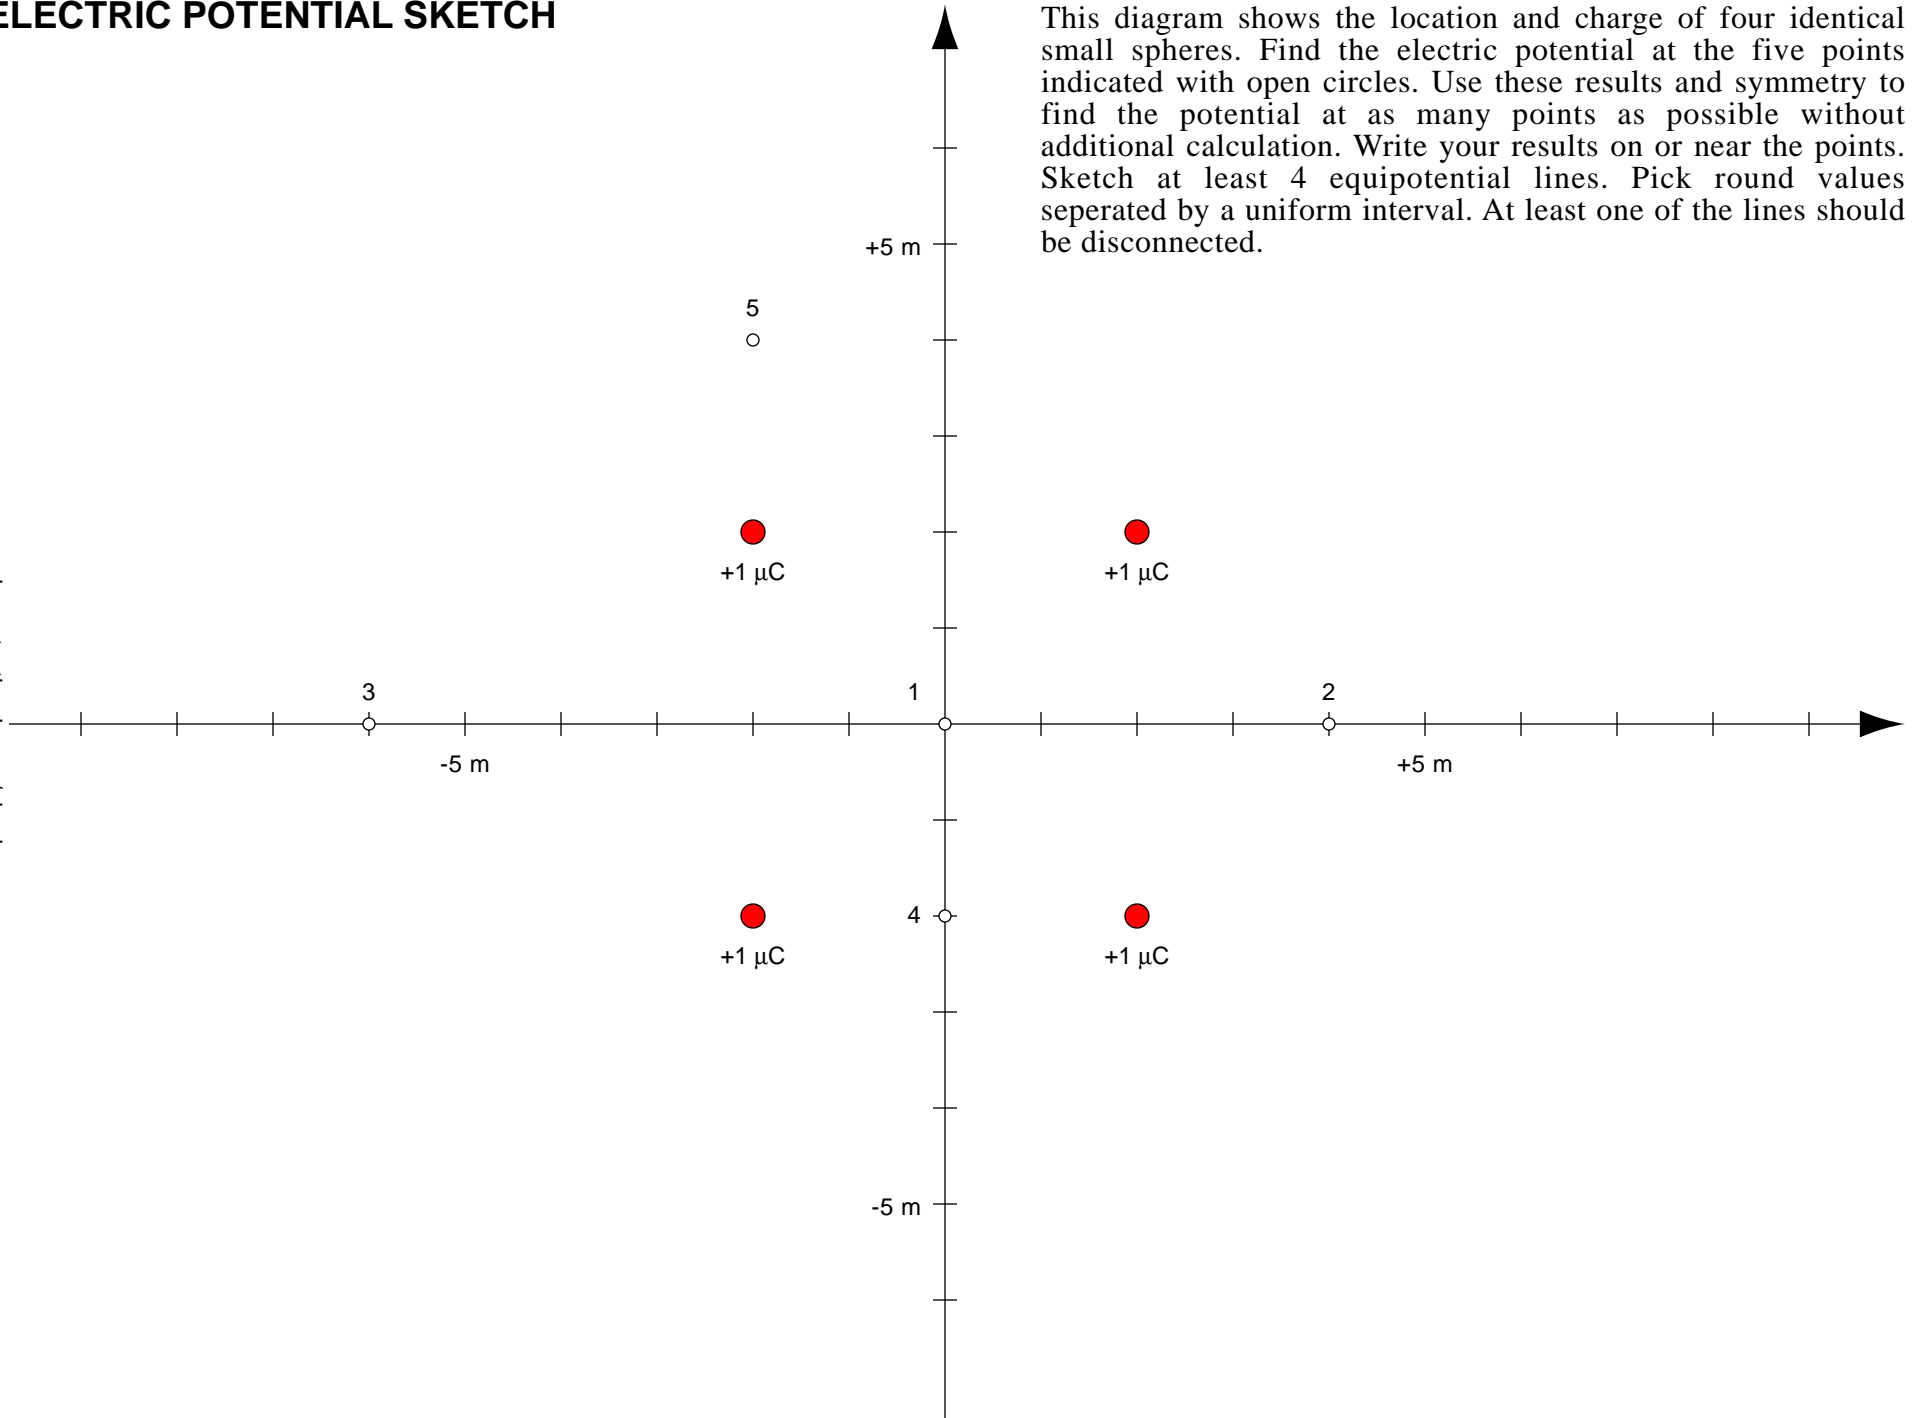 ELECTRIC POTENTIAL SKETCH
This diagram shows the location and charge of four identical
small spheres. Find the electric potential at the five points
indicated with open circles. Use these results and symmetry to
find the potential at as many points as possible without
additional calculation. Write your results on or near the points.
Sketch at least 4 equipotential lines. Pick round values
seperated by a uniform interval. At least one of the lines should
be disconnected.
+5 m
5
+1 μC
+1 μC
3
1
2
-5 m
+5 m
4
+1 μC
+1 μC
-5 m